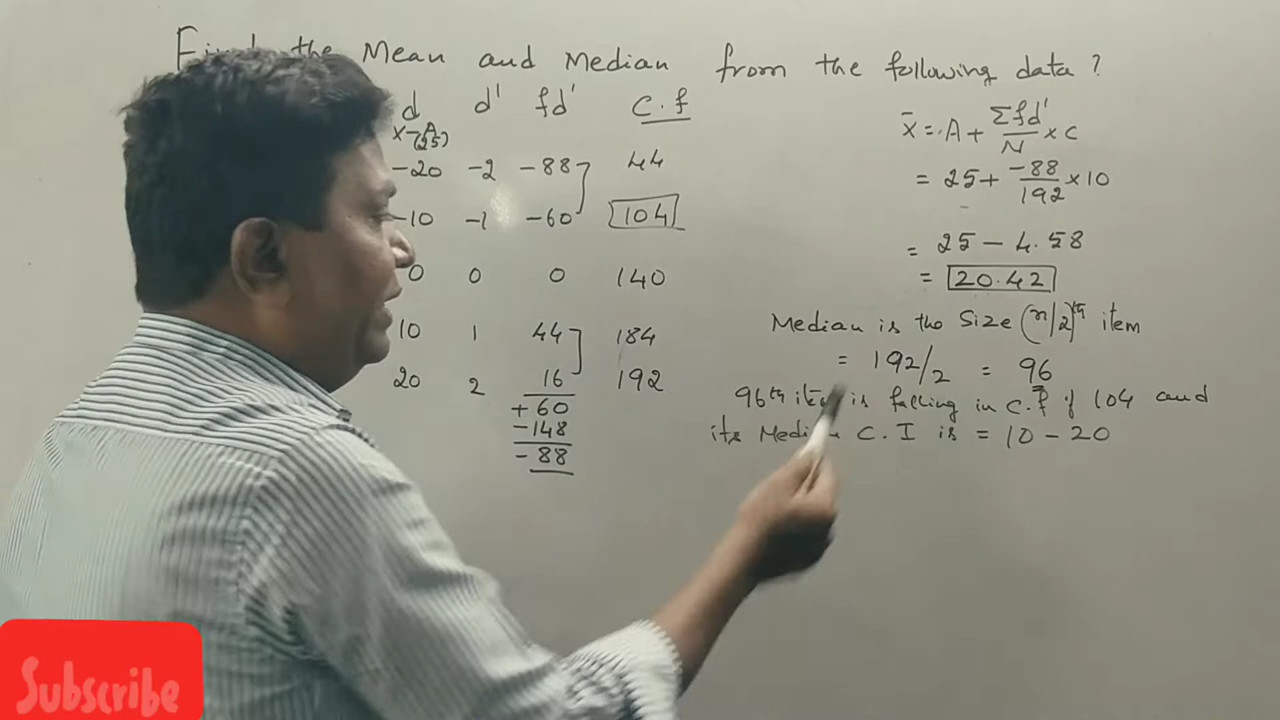 the Mean and Median from the following data?
d d' fd' C.f
x-A
(25)
-20 -2 -88 44
-10 -1 -60 104
0 0 0 140
10 1 44 184
20 2 16 192
+60
-148
-88
x̄ = A + Σfd'/N × C
= 25 + -88/192 × 10
= 25 - 4.58
= 20.42
Median is the Size (n/2)th item
= 192/2 = 96
96th is falling in C.f of 104 and
its C.I is = 10 - 20
Subscribe